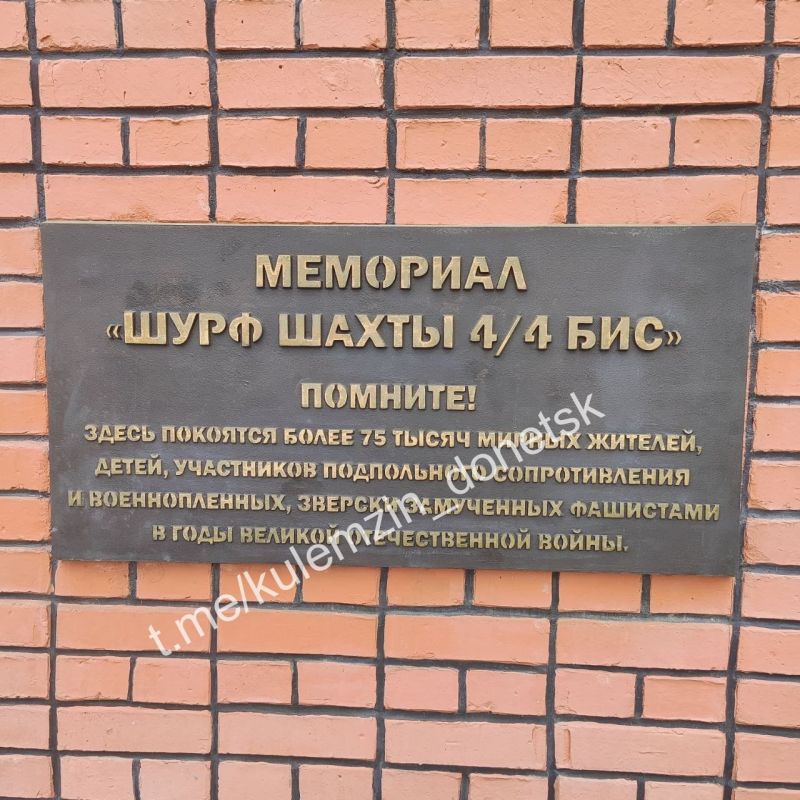 МЕМОРИАЛ
«ШУРФ ШАХТЫ 4/4 БИС»
ПОМНИТЕ!
ЗДЕСЬ ПОКОЯТСЯ БОЛЕЕ 75 ТЫСЯЧ МИРНЫХ ЖИТЕЛЕЙ,
ДЕТЕЙ, УЧАСТНИКОВ ПОДПОЛЬНОГО СОПРОТИВЛЕНИЯ
И ВОЕННОПЛЕННЫХ, ЗВЕРСКИ ЗАМУЧЕННЫХ ФАШИСТАМИ
В ГОДЫ ВЕЛИКОЙ ОТЕЧЕСТВЕННОЙ ВОЙНЫ.
t.me/kulemzin_donetsk